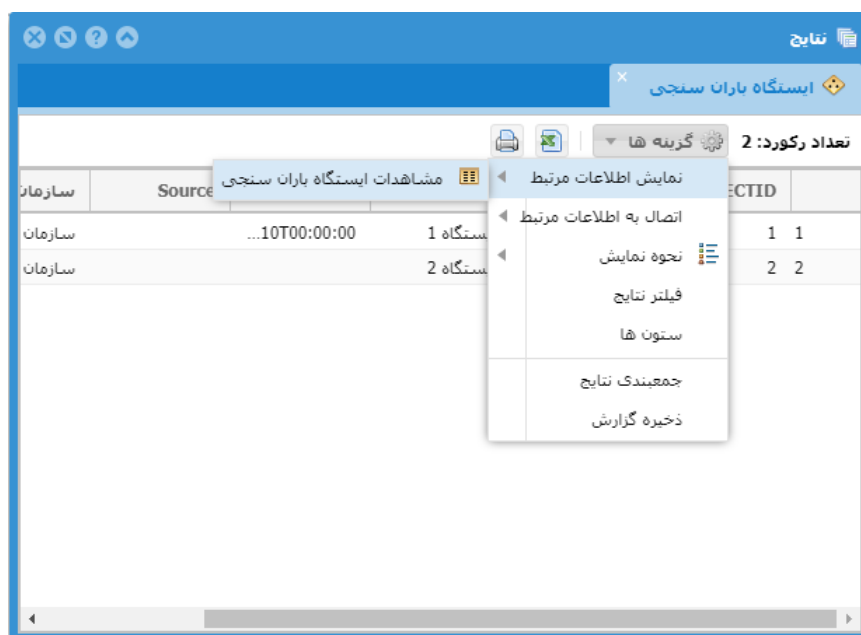 نتایج
ایستگاه باران سنجی
تعداد رکورد: 2 گزینه ها
نمایش اطلاعات مرتبط
مشاهدات ایستگاه باران سنجی
اتصال به اطلاعات مرتبط
نحوه نمایش
فیلتر نتایج
ستون ها
جمعبندی نتایج
ذخیره گزارش
ECTID Source سازمان
1 1 ستگاه 1 10T00:00:00... سازمان
2 2 ستگاه 2 سازمان